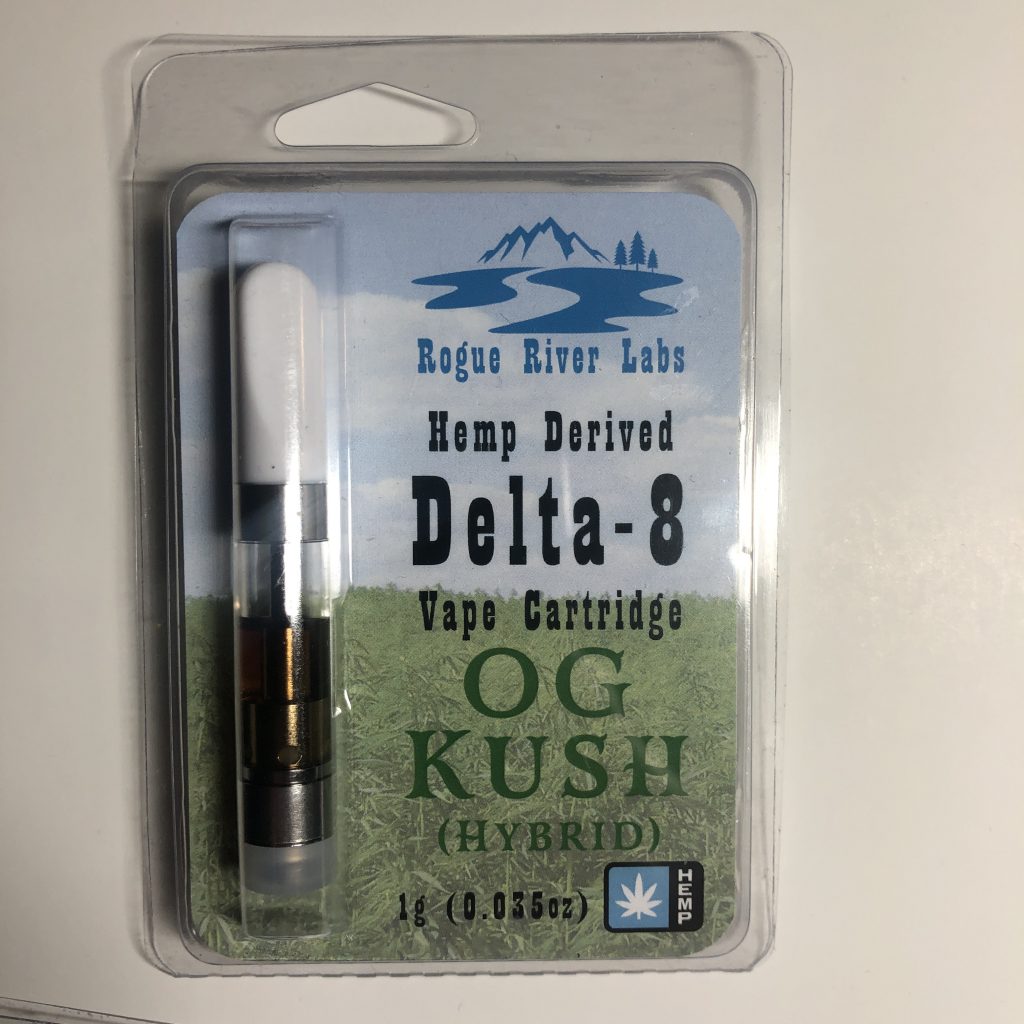 Rogue River Labs
Hemp Derived
Delta-8
Vape Cartridge
OG
KUSH
(HYBRID)
1g (0.035oz)
HEMP